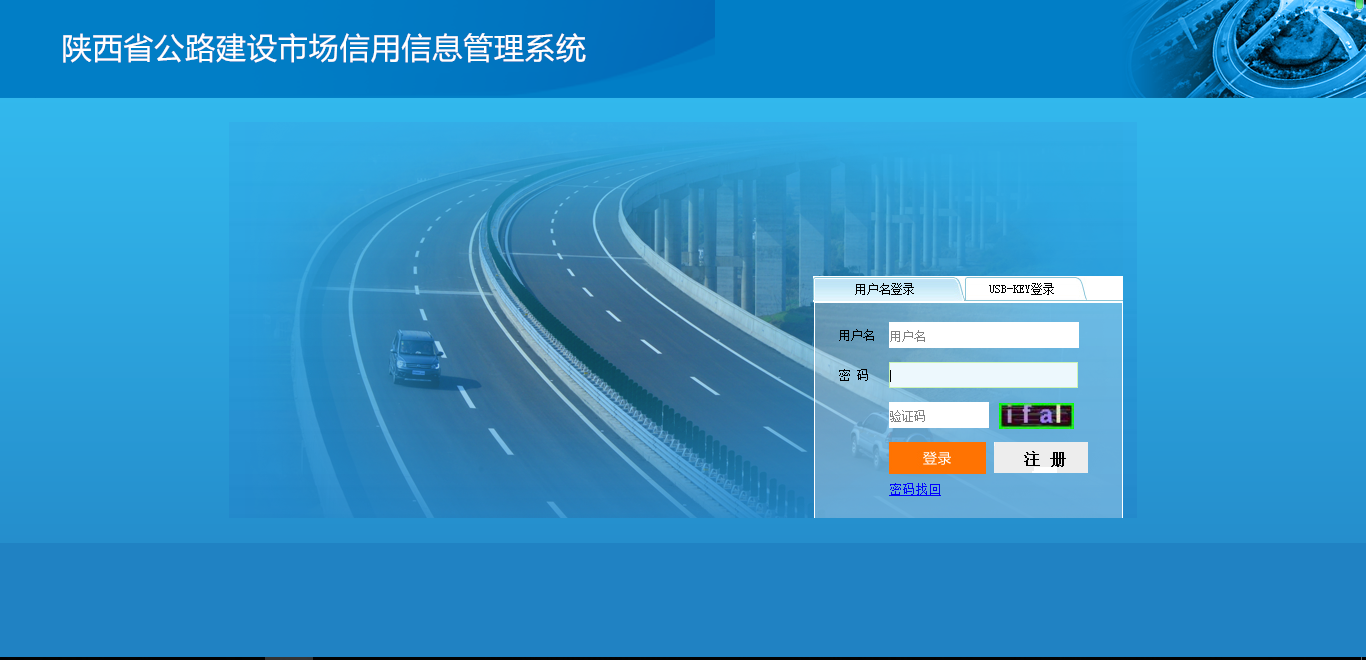 陕西省公路建设市场信用信息管理系统
用户名登录 USB-KEY登录
用户名 用户名
密 码
验证码 ifal
登录 注 册
密码找回